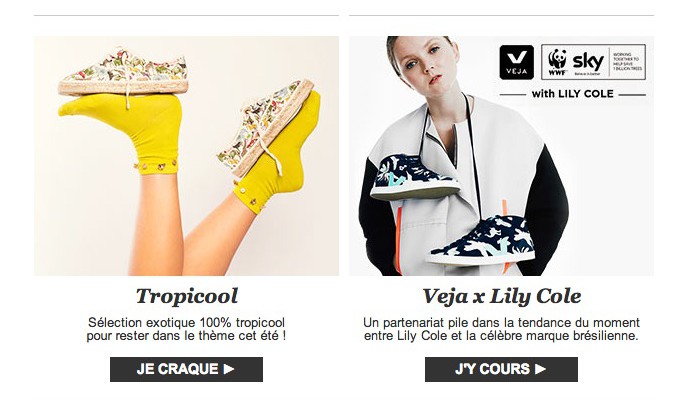 VEJA
WWF
sky
Believe in better
WORKING
TOGETHER TO
HELP SAVE
1 BILLION TREES
with LILY COLE
Tropicool
Sélection exotique 100% tropicool
pour rester dans le thème cet été !
JE CRAQUE ►
Veja x Lily Cole
Un partenariat pile dans la tendance du moment
entre Lily Cole et la célèbre marque brésilienne.
J'Y COURS ►